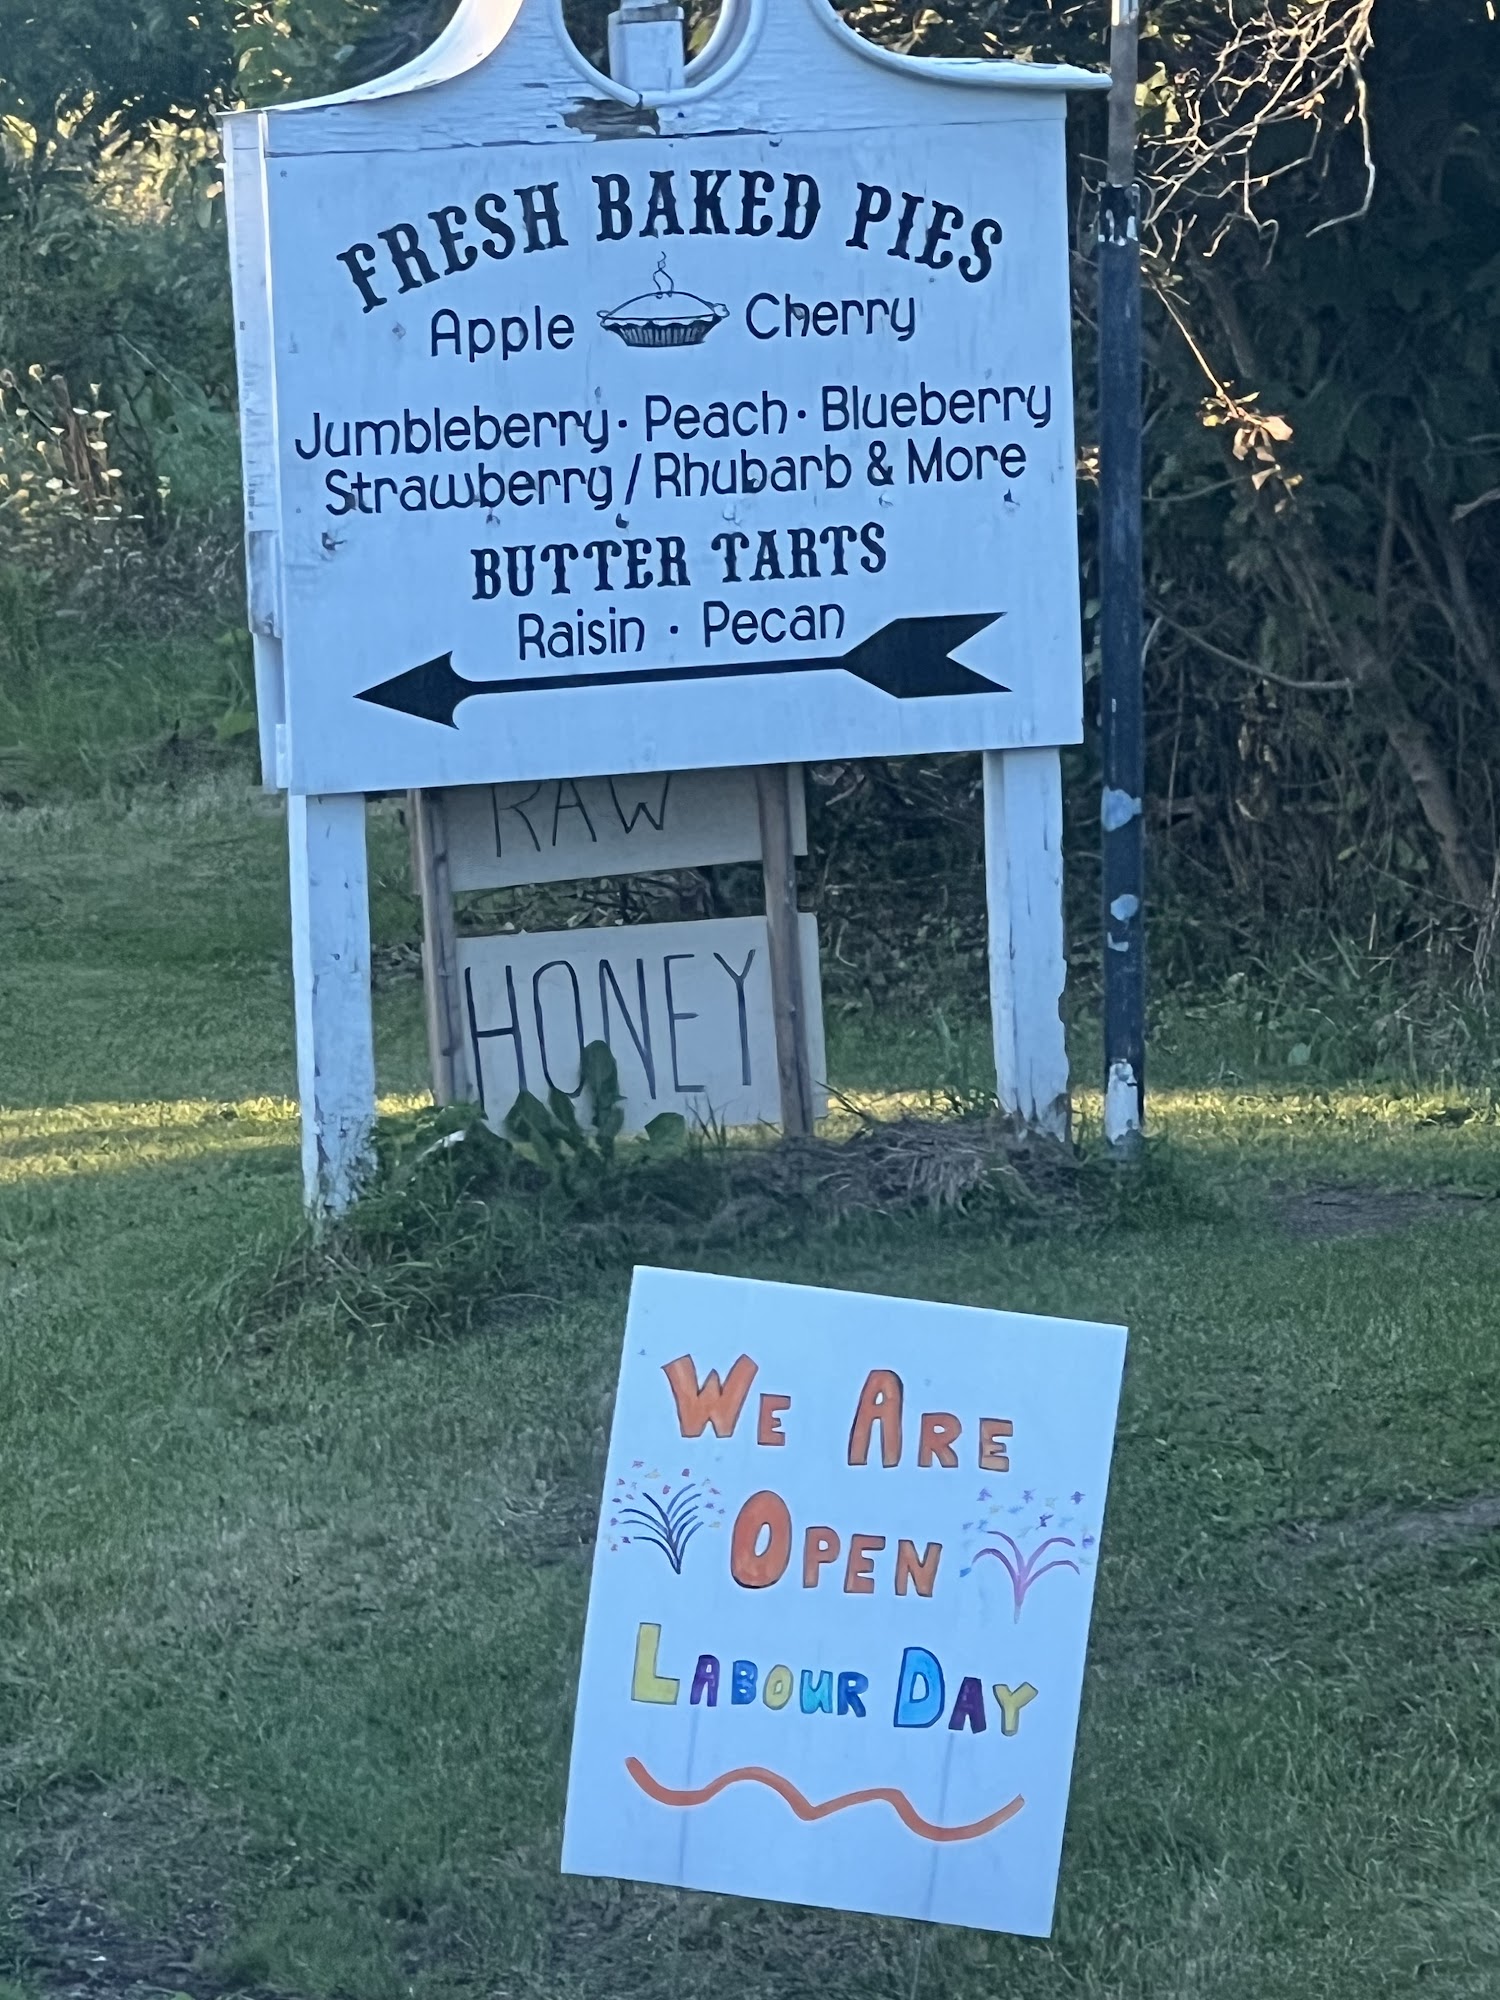 FRESH BAKED PIES
Apple Cherry
Jumbleberry · Peach · Blueberry
Strawberry / Rhubarb & More
BUTTER TARTS
Raisin · Pecan
RAW
HONEY
WE ARE
OPEN
LABOUR DAY